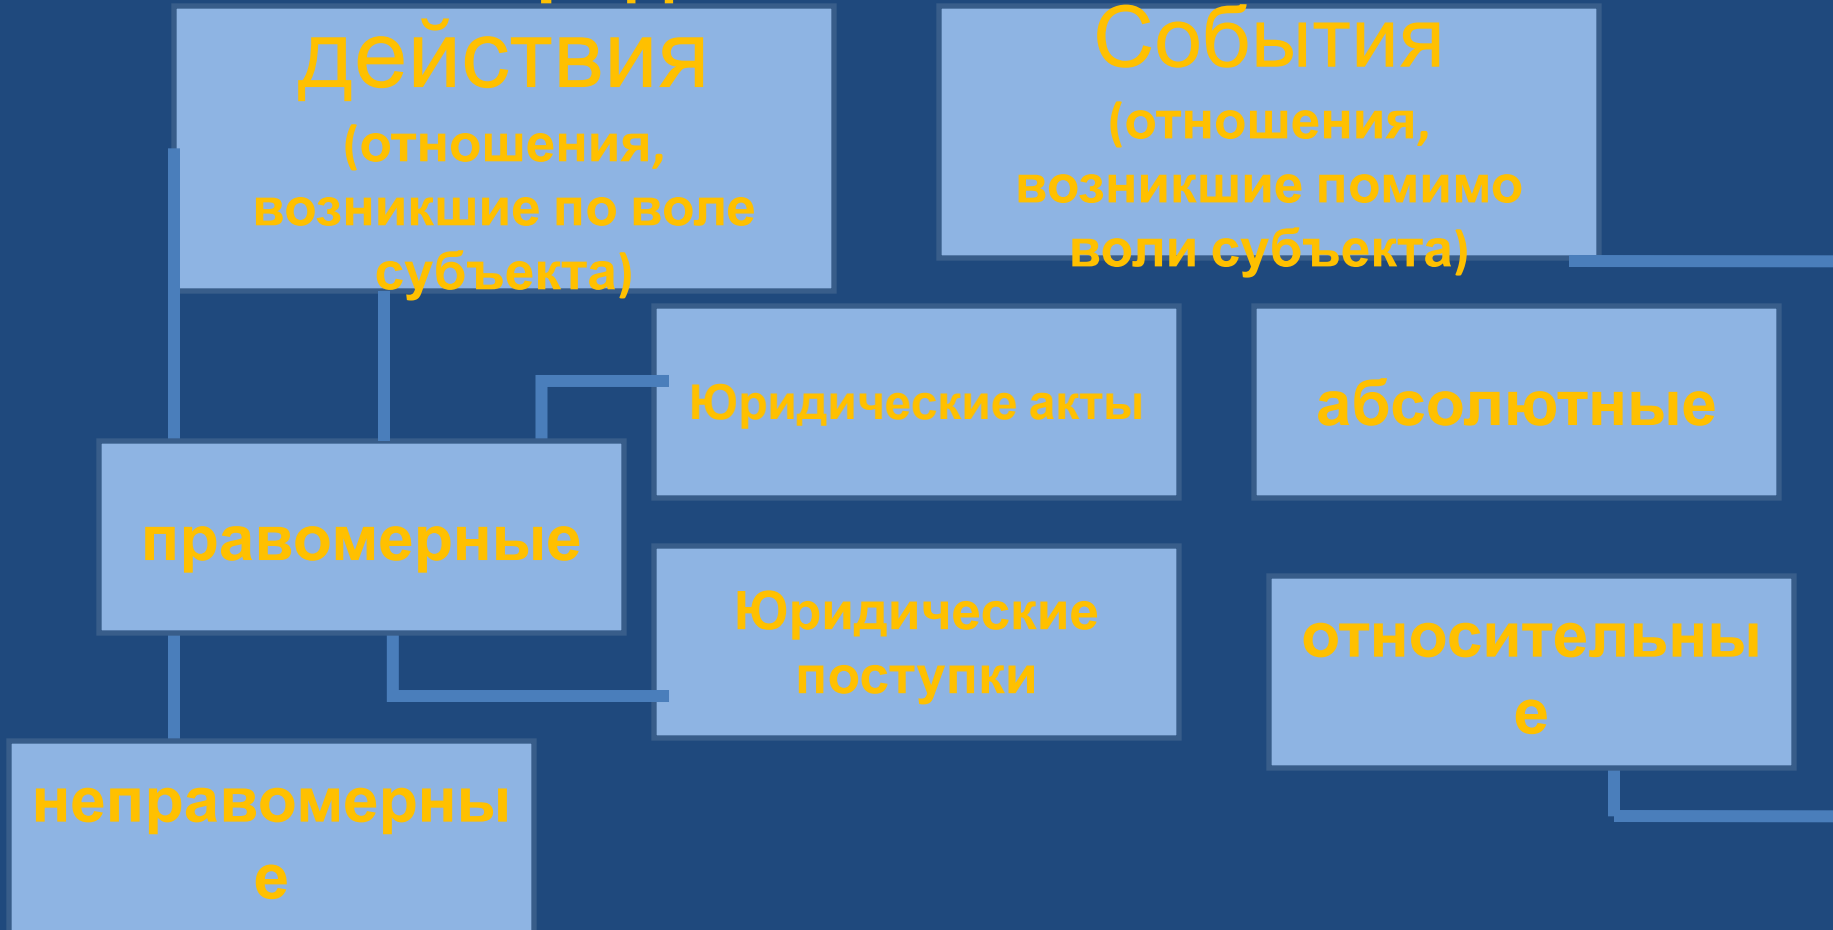 действия
(отношения,
возникшие по воле
субъекта)
События
(отношения,
возникшие помимо
воли субъекта)
Юридические акты
абсолютные
правомерные
Юридические
поступки
относительны
е
неправомерны
е